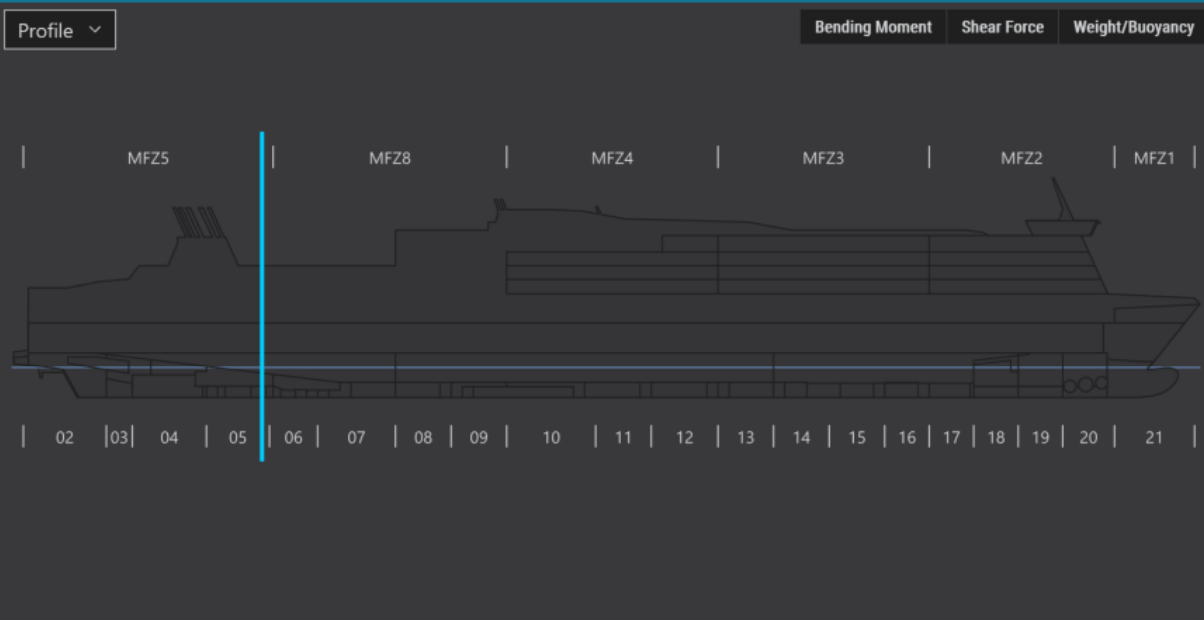 Profile
Bending Moment Shear Force Weight/Buoyancy
MFZ5 MFZ8 MFZ4 MFZ3 MFZ2 MFZ1
02 03 04 05 06 07 08 09 10 11 12 13 14 15 16 17 18 19 20 21